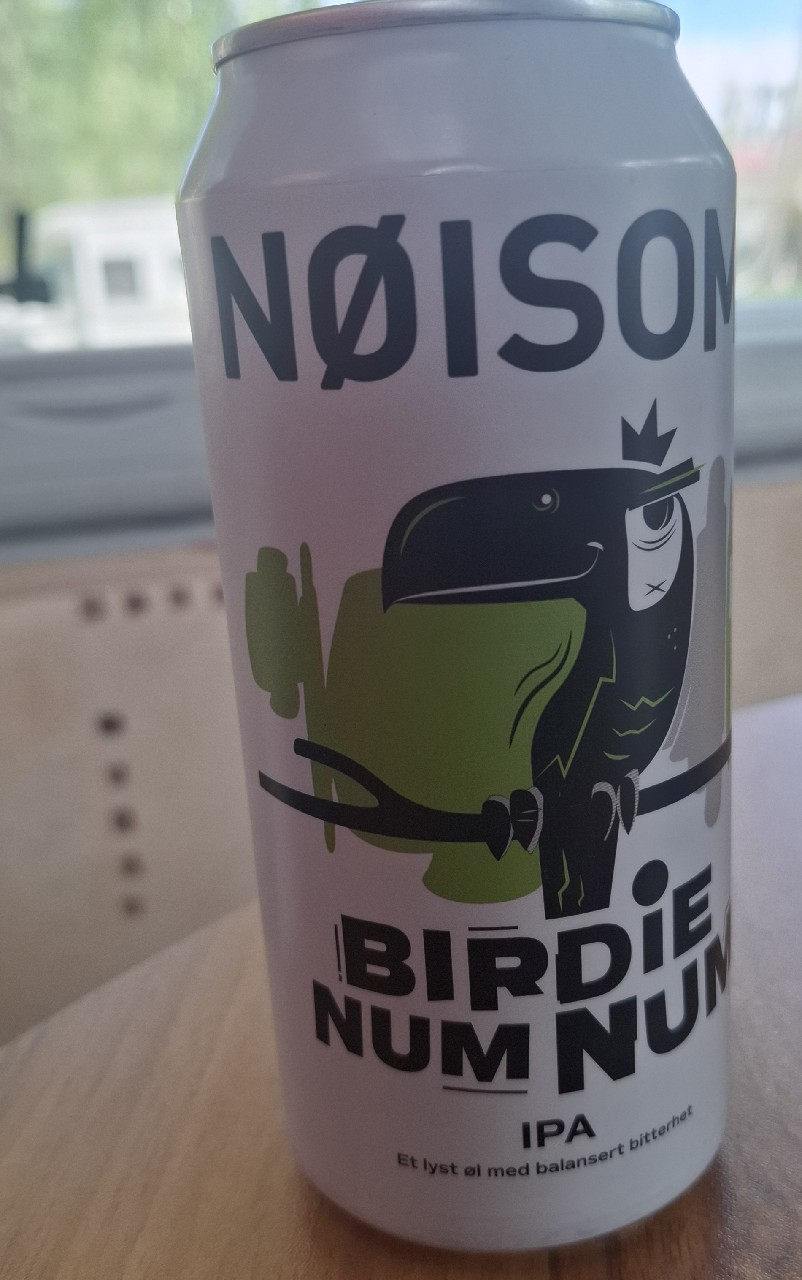 NØISOM
BIRDIE
NUM NUM
IPA
Et lyst øl med balansert bitterhet